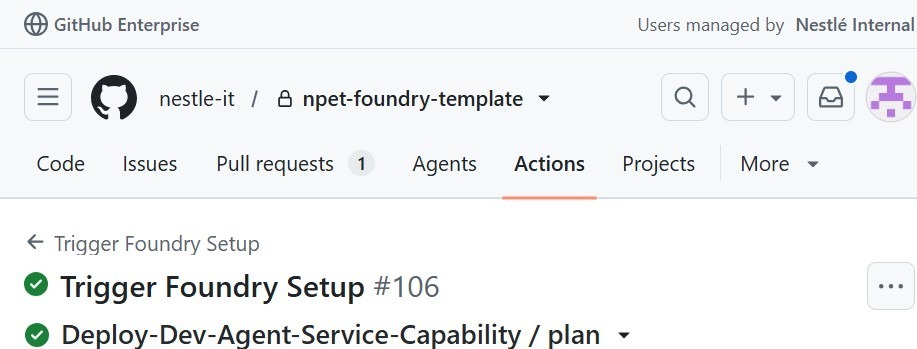 GitHub Enterprise
Users managed by Nestlé Internal
nestle-it / npet-foundry-template
Code Issues Pull requests 1 Agents Actions Projects More
Trigger Foundry Setup
Trigger Foundry Setup #106
Deploy-Dev-Agent-Service-Capability / plan